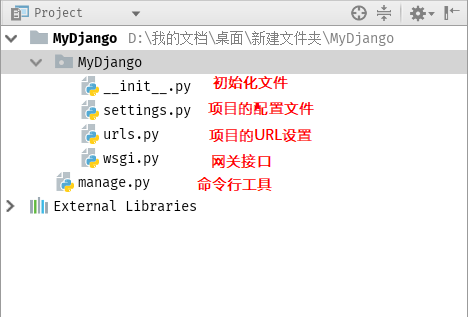 Project
MyDjango D:\我的文档\桌面\新建文件夹\MyDjango
MyDjango
__init__.py 初始化文件
settings.py 项目的配置文件
urls.py 项目的URL设置
wsgi.py 网关接口
manage.py 命令行工具
External Libraries